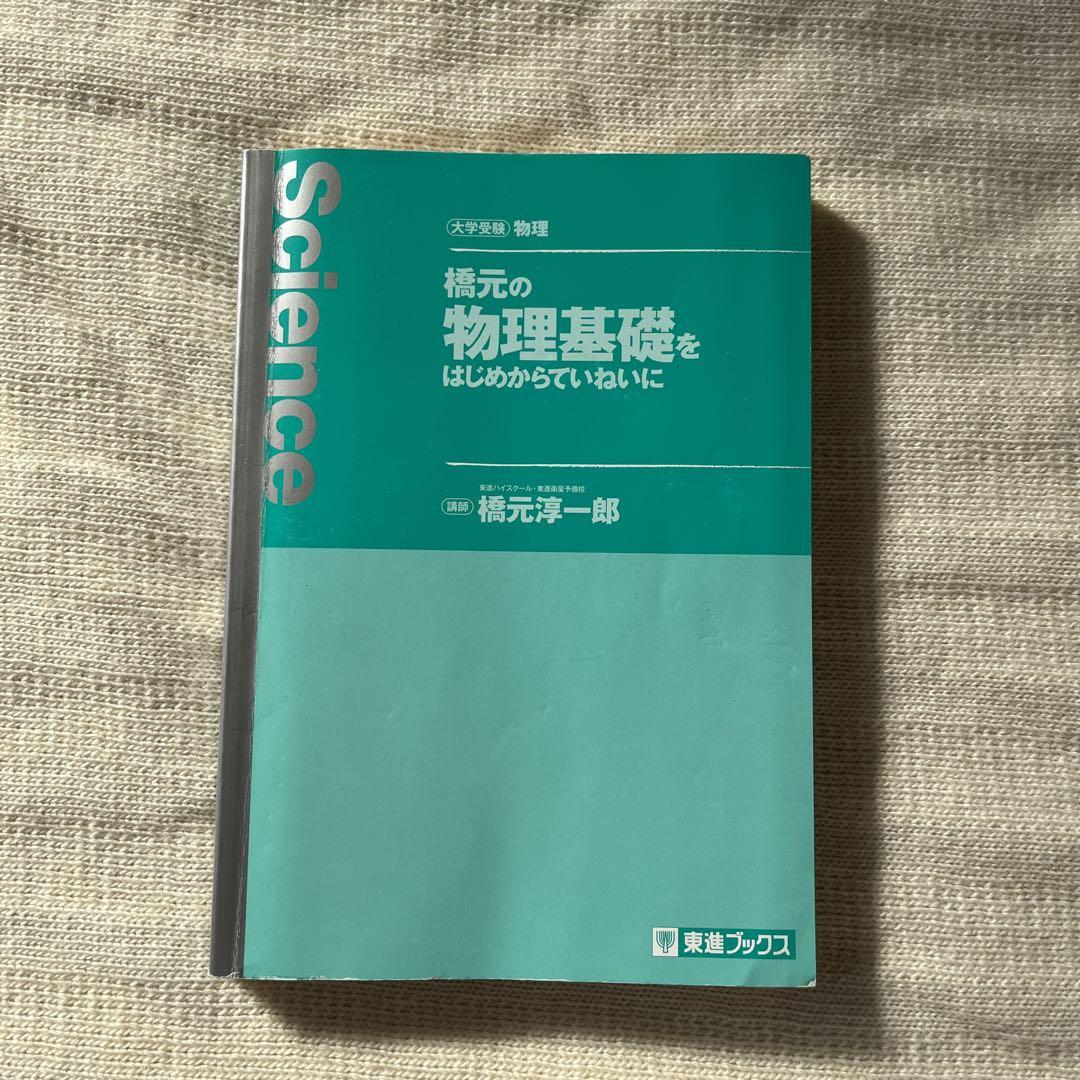 Science
大学受験 物理
橋元の
物理基礎を
はじめからていねいに
東進ハイスクール・東進衛星予備校
講師 橋元淳一郎
東進ブックス